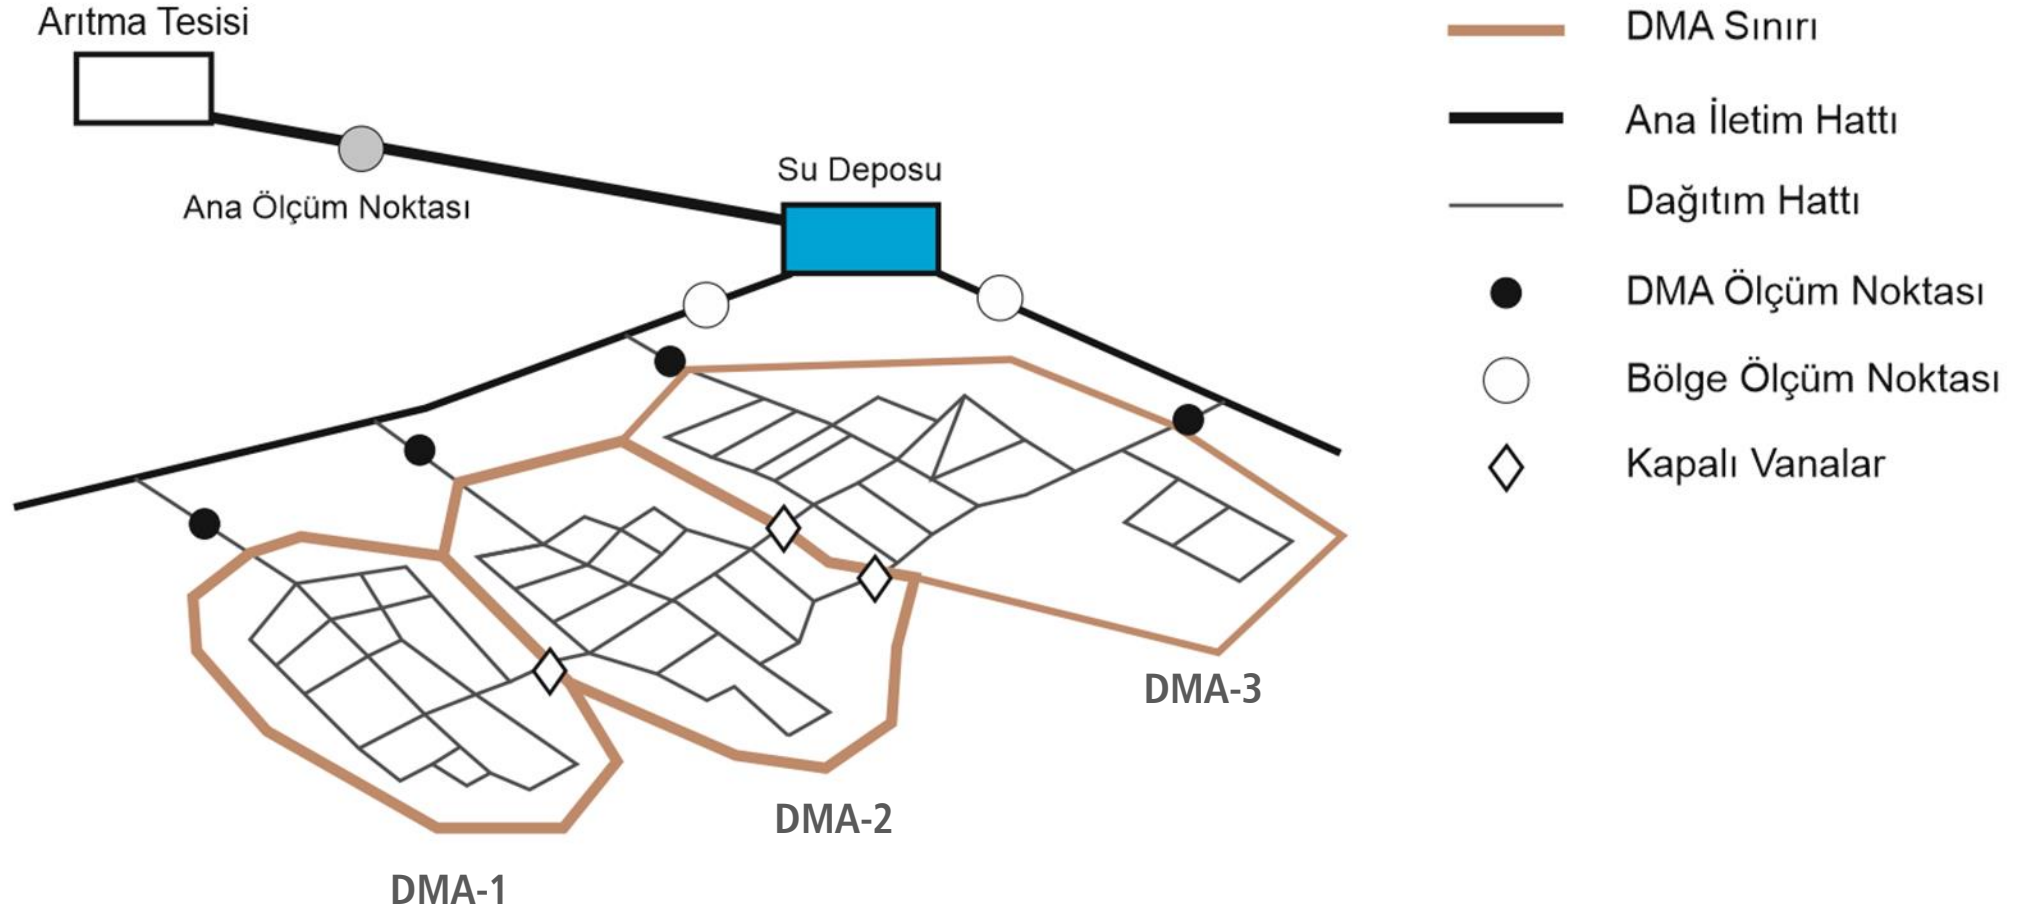 Arıtma Tesisi
Ana Ölçüm Noktası
Su Deposu
DMA-1
DMA-2
DMA-3
DMA Sınırı
Ana İletim Hattı
Dağıtım Hattı
DMA Ölçüm Noktası
Bölge Ölçüm Noktası
Kapalı Vanalar